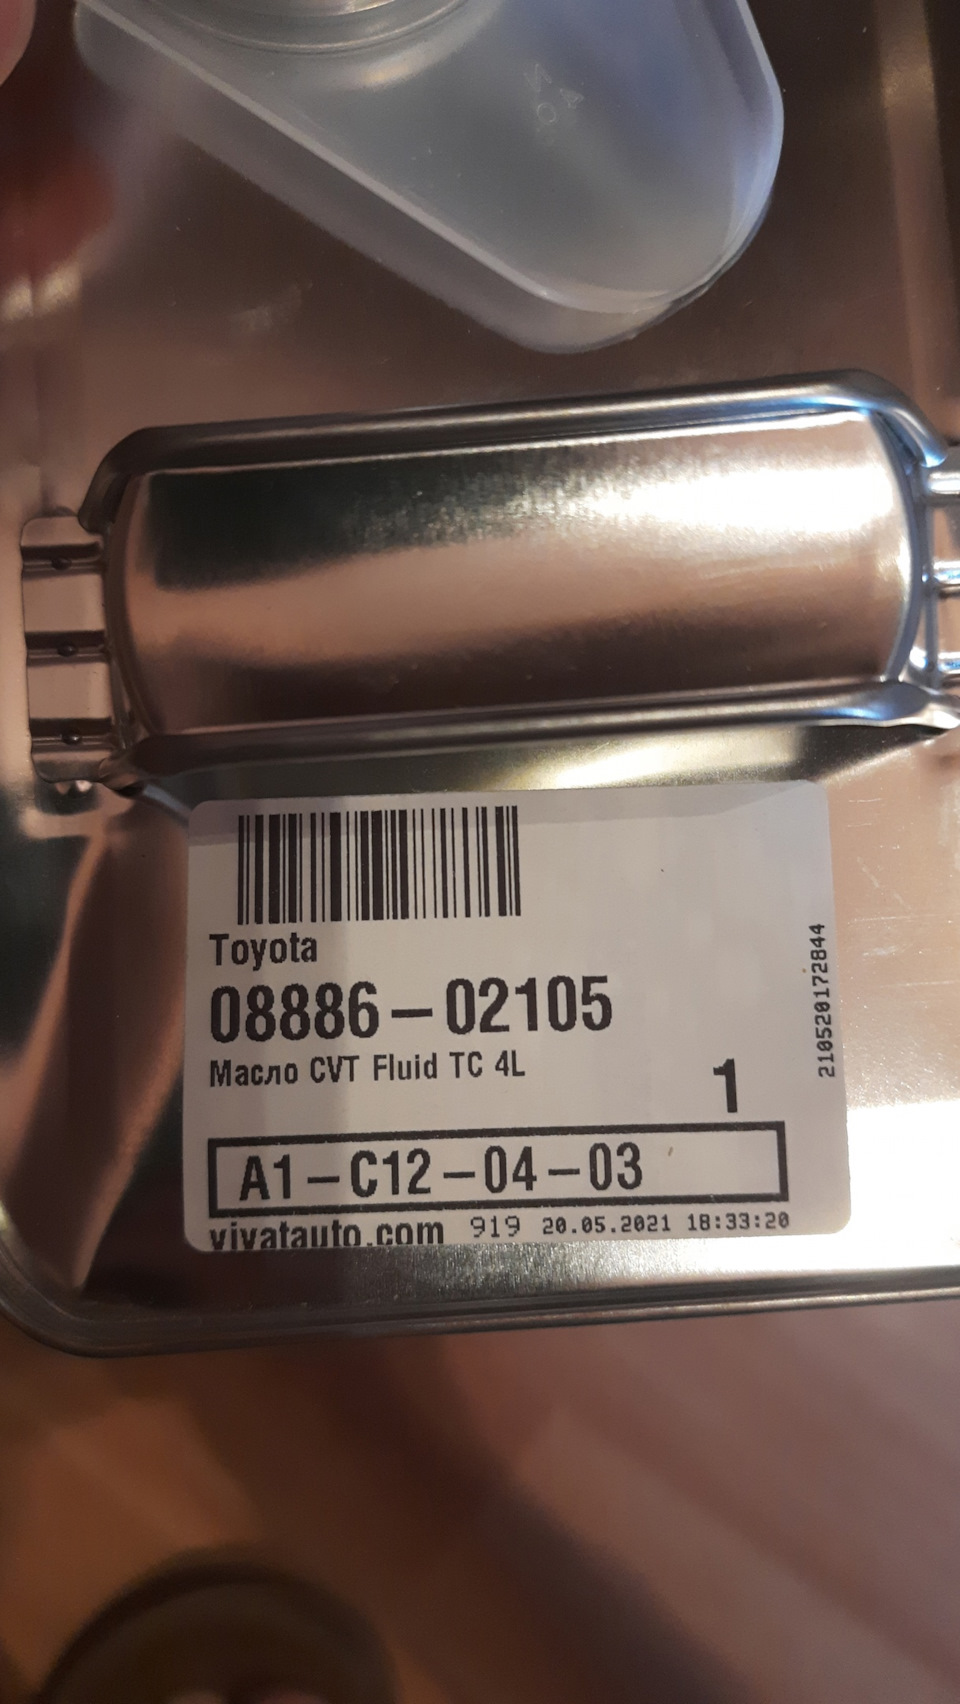 Toyota
08886-02105
Масло CVT Fluid TC 4L
1
A1-C12-04-03
vivatauto.com 919 20.05.2021 18:33:20
210520172844